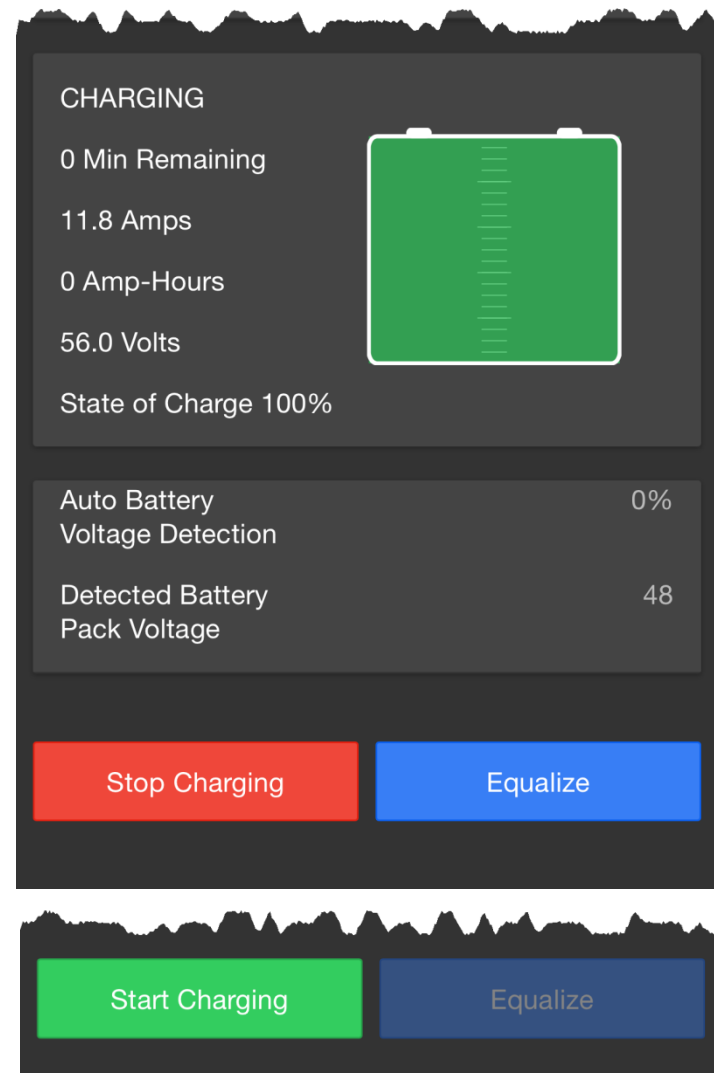 CHARGING
0 Min Remaining
11.8 Amps
0 Amp-Hours
56.0 Volts
State of Charge 100%
Auto Battery 0%
Voltage Detection
Detected Battery 48
Pack Voltage
Stop Charging Equalize
Start Charging Equalize